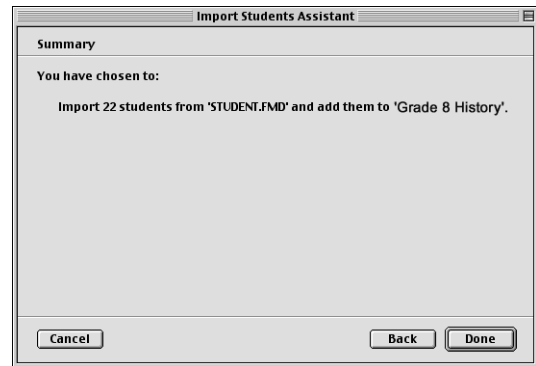 Import Students Assistant
Summary
You have chosen to:
Import 22 students from 'STUDENT.FMD' and add them to 'Grade 8 History'.
Cancel
Back
Done